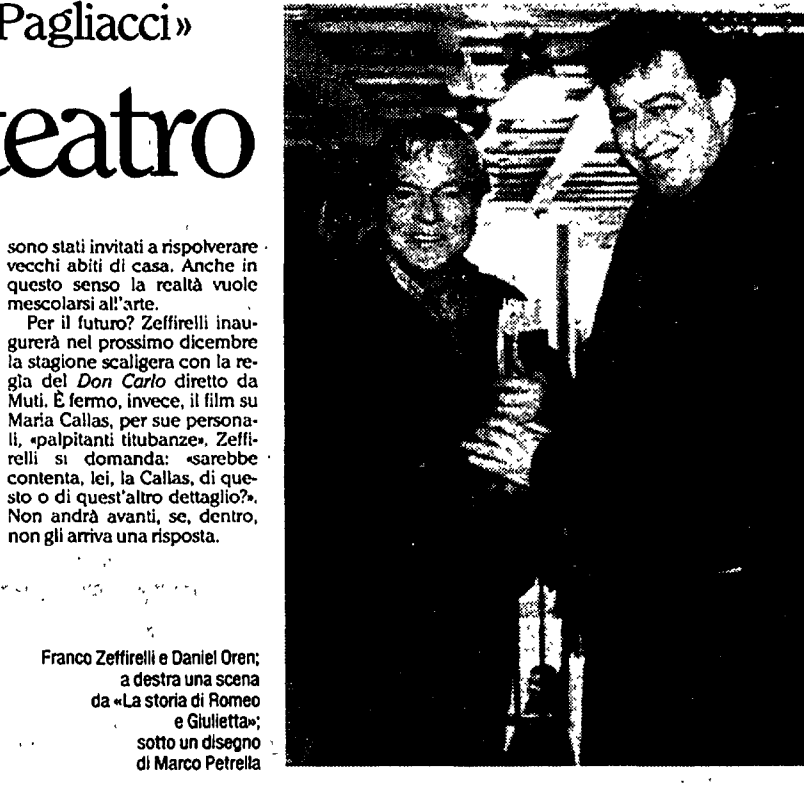 Pagliacci»
teatro
sono stati invitati a rispolverare
vecchi abiti di casa. Anche in
questo senso la realtà vuole
mescolarsi all'arte.
Per il futuro? Zeffirelli inau-
gurerà nel prossimo dicembre
la stagione scaligera con la re-
gìa del Don Carlo diretto da
Muti. È fermo, invece, il film su
Maria Callas, per sue persona-
li, «palpitanti titubanze». Zeffi-
relli si domanda: «sarebbe
contenta, lei, la Callas, di que-
sto o di quest'altro dettaglio?».
Non andrà avanti, se, dentro,
non gli arriva una risposta.
Franco Zeffirelli e Daniel Oren;
a destra una scena
da «La storia di Romeo
e Giulietta»;
sotto un disegno
di Marco Petrella